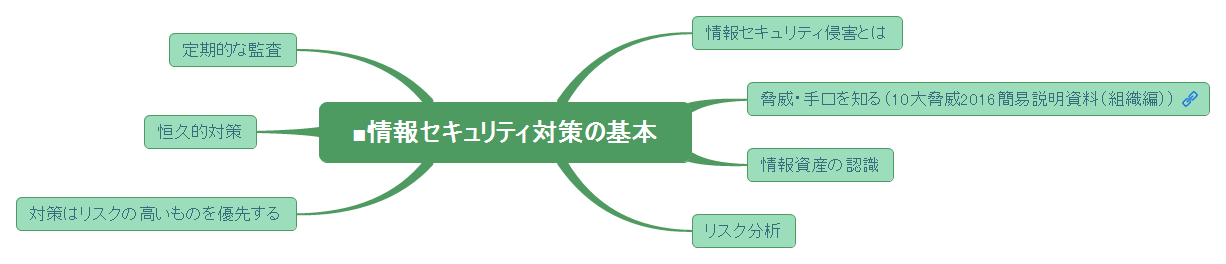 定期的な監査
情報セキュリティ侵害とは
脅威・手口を知る(10大脅威2016簡易説明資料(組織編))
恒久的対策
■情報セキュリティ対策の基本
情報資産の認識
対策はリスクの高いものを優先する
リスク分析